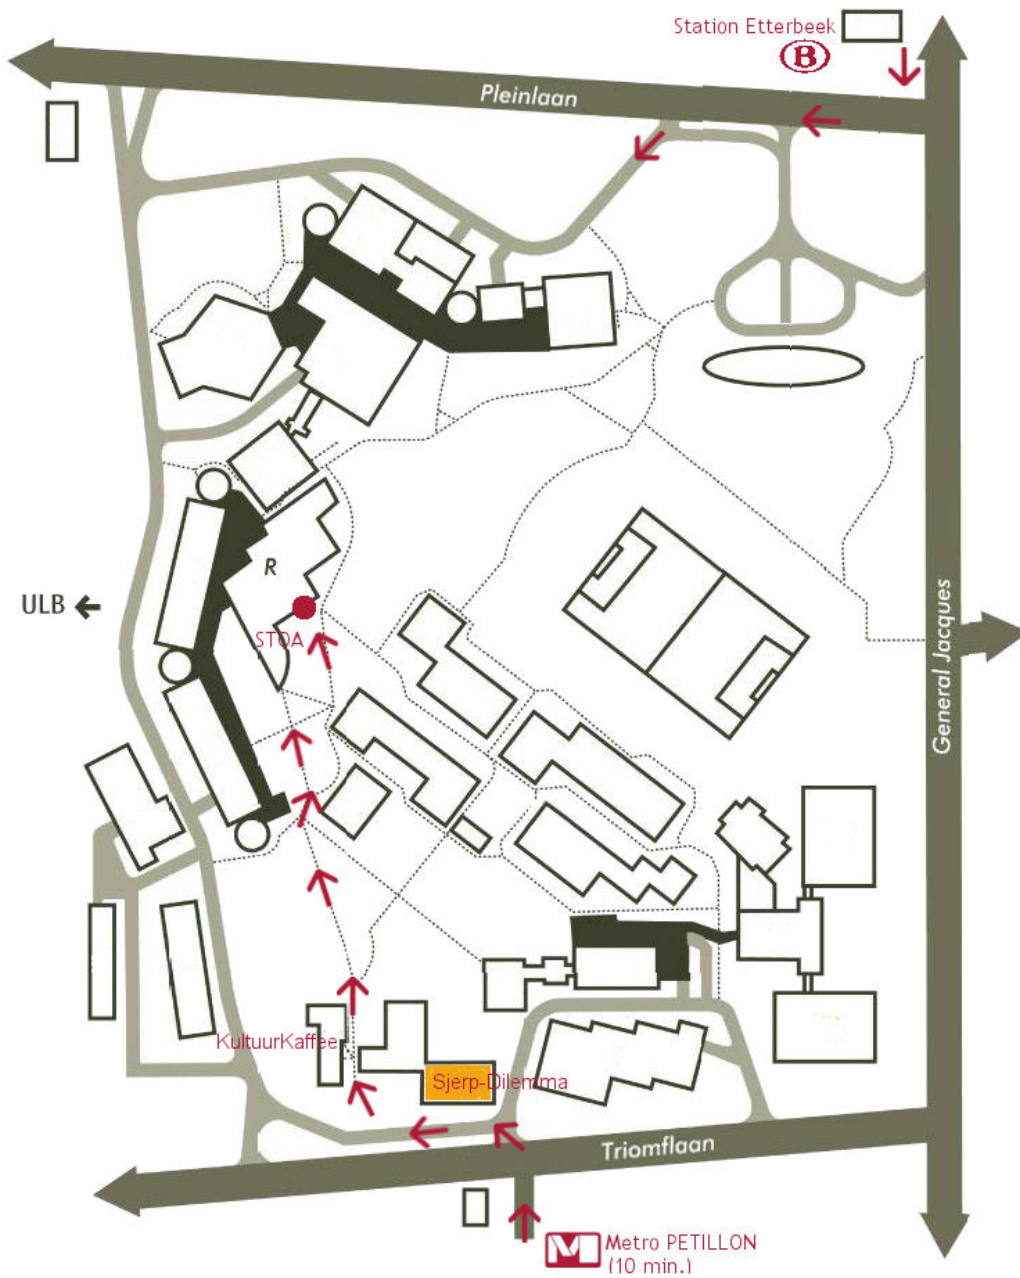 Station Etterbeek
B
Pleinlaan
R
ULB
STOA
General Jacques
KultuurKaffee
Sjerp-Dilemma
Triomflaan
M
Metro PETILLON
(10 min.)